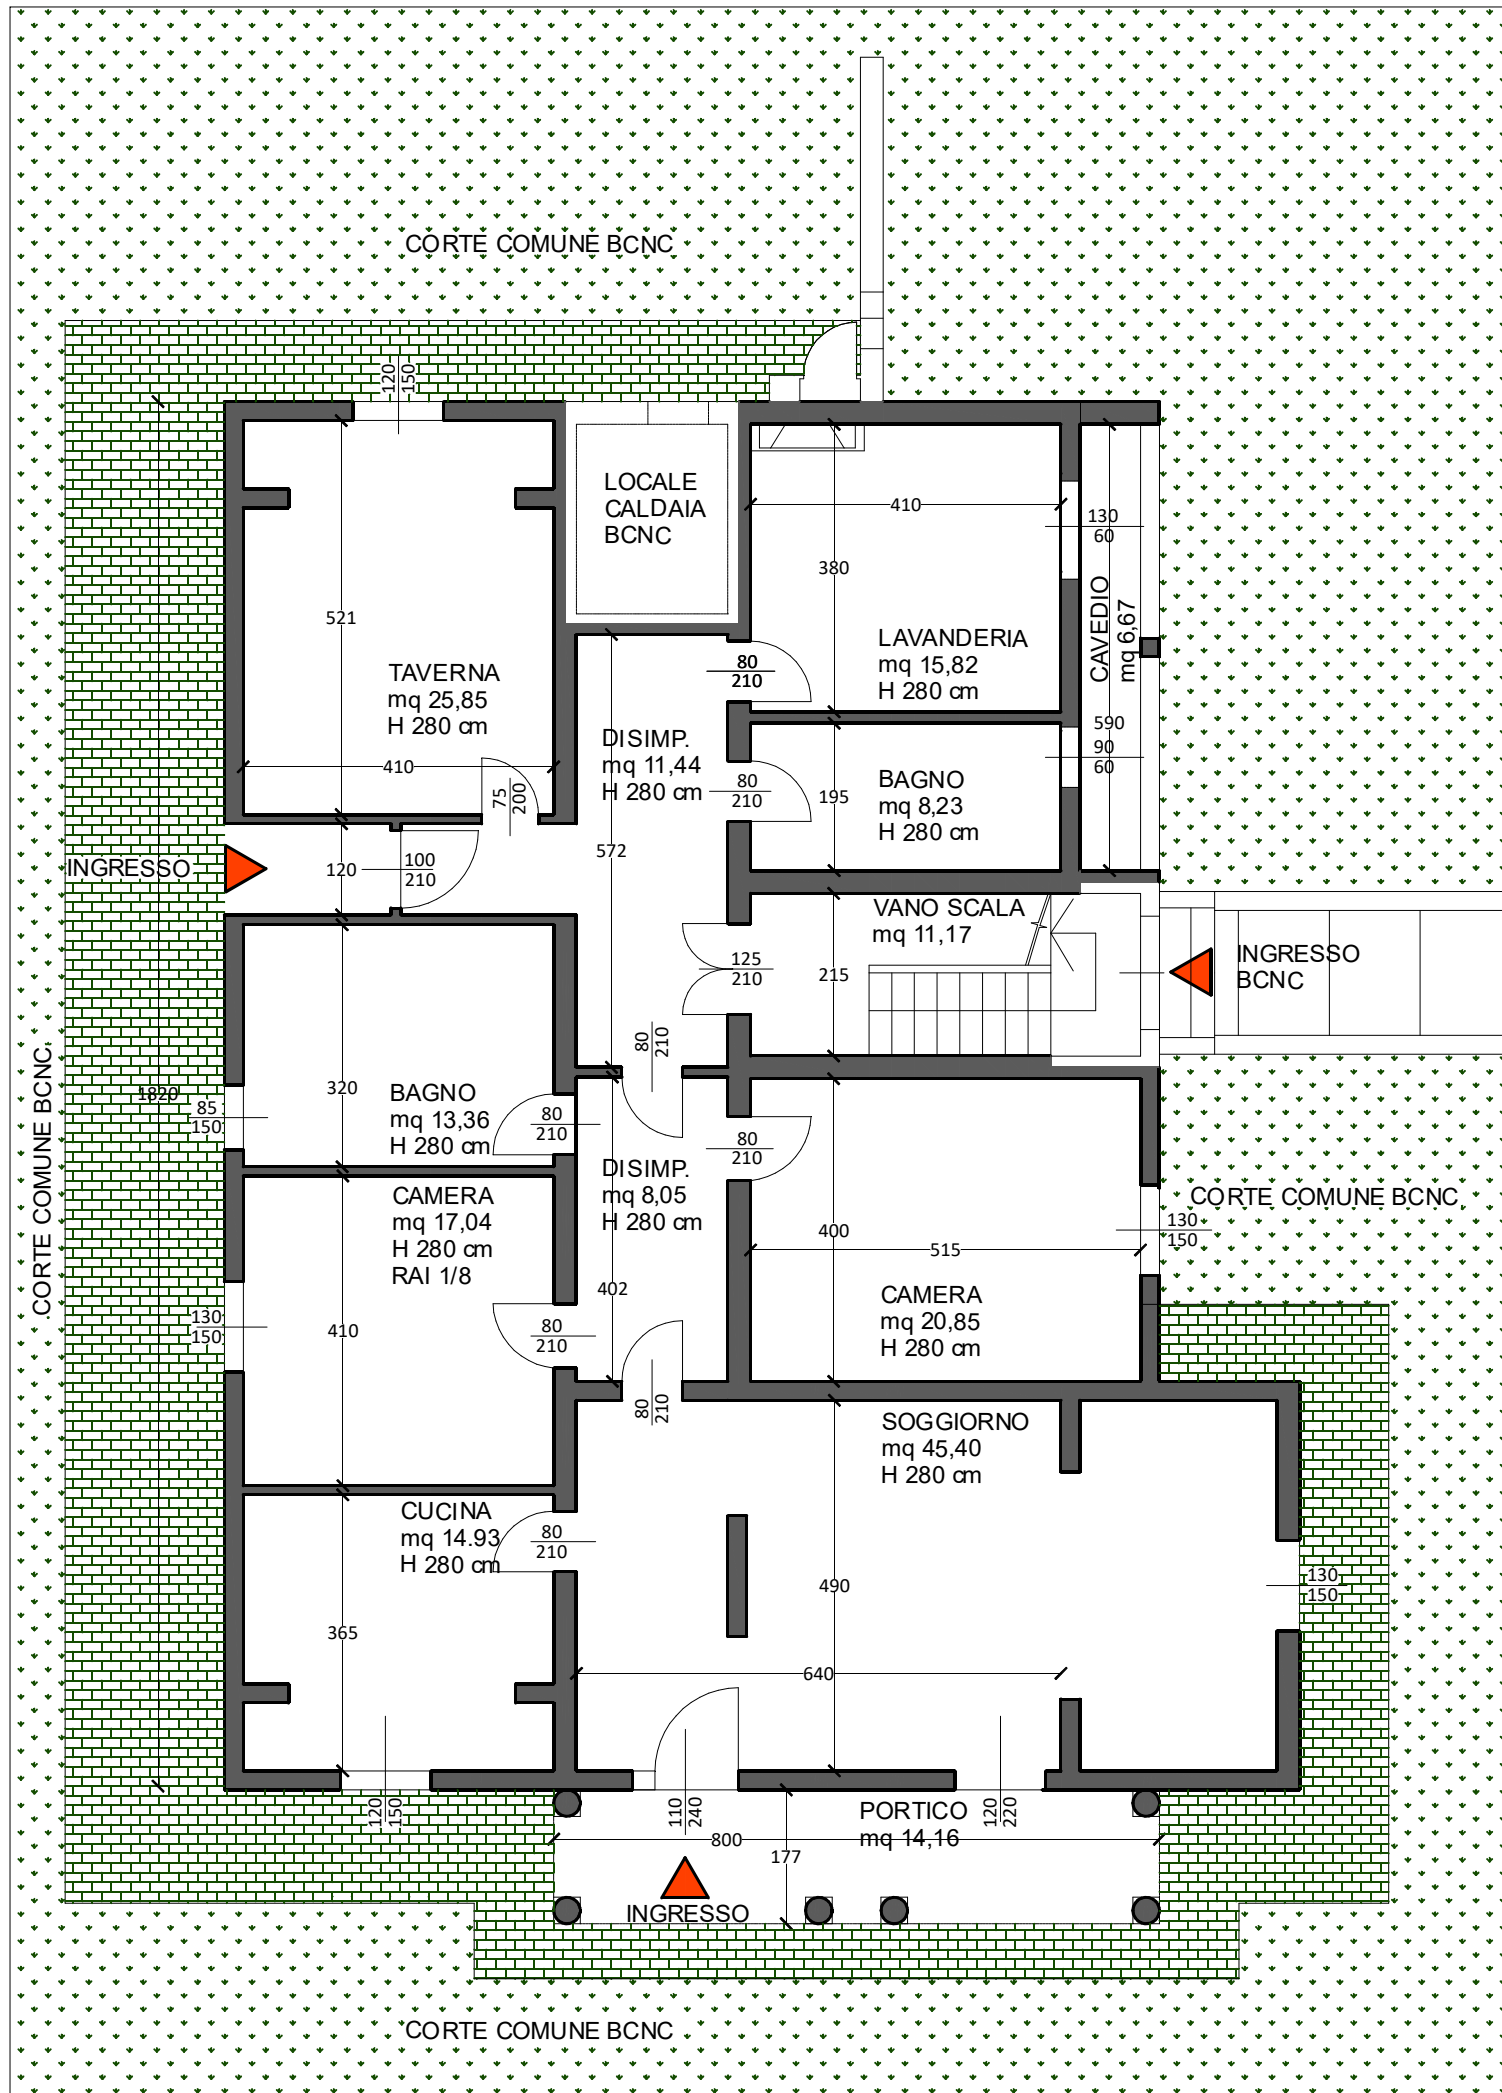 CORTE COMUNE BCNC
120
150
LOCALE
CALDAIA
BCNC
410
380
130
60
521
TAVERNA
mq 25,85
H 280 cm
410
75
200
LAVANDERIA
mq 15,82
H 280 cm
80
210
CAVEDIO
mq 6,67
590
90
60
DISIMP.
mq 11,44
H 280 cm
80
210
195
BAGNO
mq 8,23
H 280 cm
572
INGRESSO
120
100
210
VANO SCALA
mq 11,17
125
210
215
INGRESSO
BCNC
80
210
CORTE COMUNE BCNC
1820
85
150
320
BAGNO
mq 13,36
H 280 cm
80
210
80
210
DISIMP.
mq 8,05
H 280 cm
402
CAMERA
mq 17,04
H 280 cm
RAI 1/8
130
150
410
80
210
400
515
CAMERA
mq 20,85
H 280 cm
CORTE COMUNE BCNC
130
150
80
210
SOGGIORNO
mq 45,40
H 280 cm
CUCINA
mq 14.93
H 280 cm
80
210
365
490
130
150
640
120
150
110
240
120
220
PORTICO
mq 14,16
800
177
INGRESSO
CORTE COMUNE BCNC